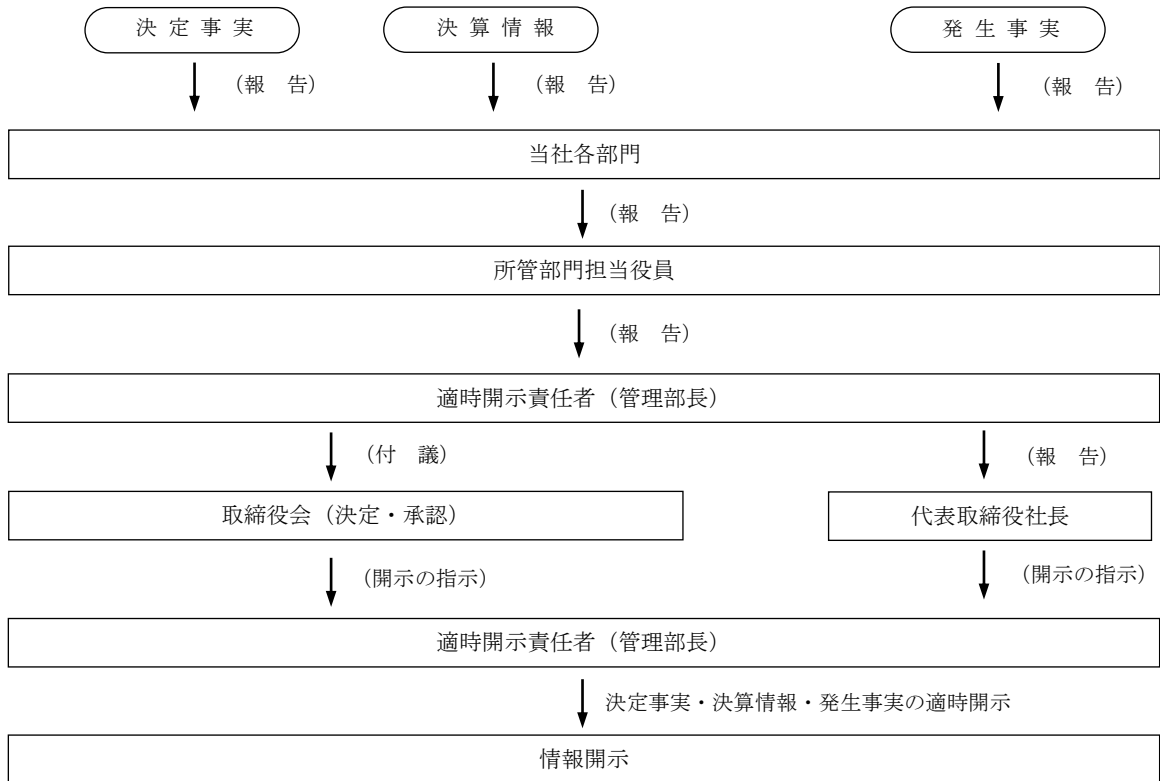 決 定 事 実
決 算 情 報
発 生 事 実
（報　告）
（報　告）
（報　告）
当社各部門
（報　告）
所管部門担当役員
（報　告）
適時開示責任者（管理部長）
（付　議）
（報　告）
取締役会（決定・承認）
代表取締役社長
（開示の指示）
（開示の指示）
適時開示責任者（管理部長）
決定事実・決算情報・発生事実の適時開示
情報開示